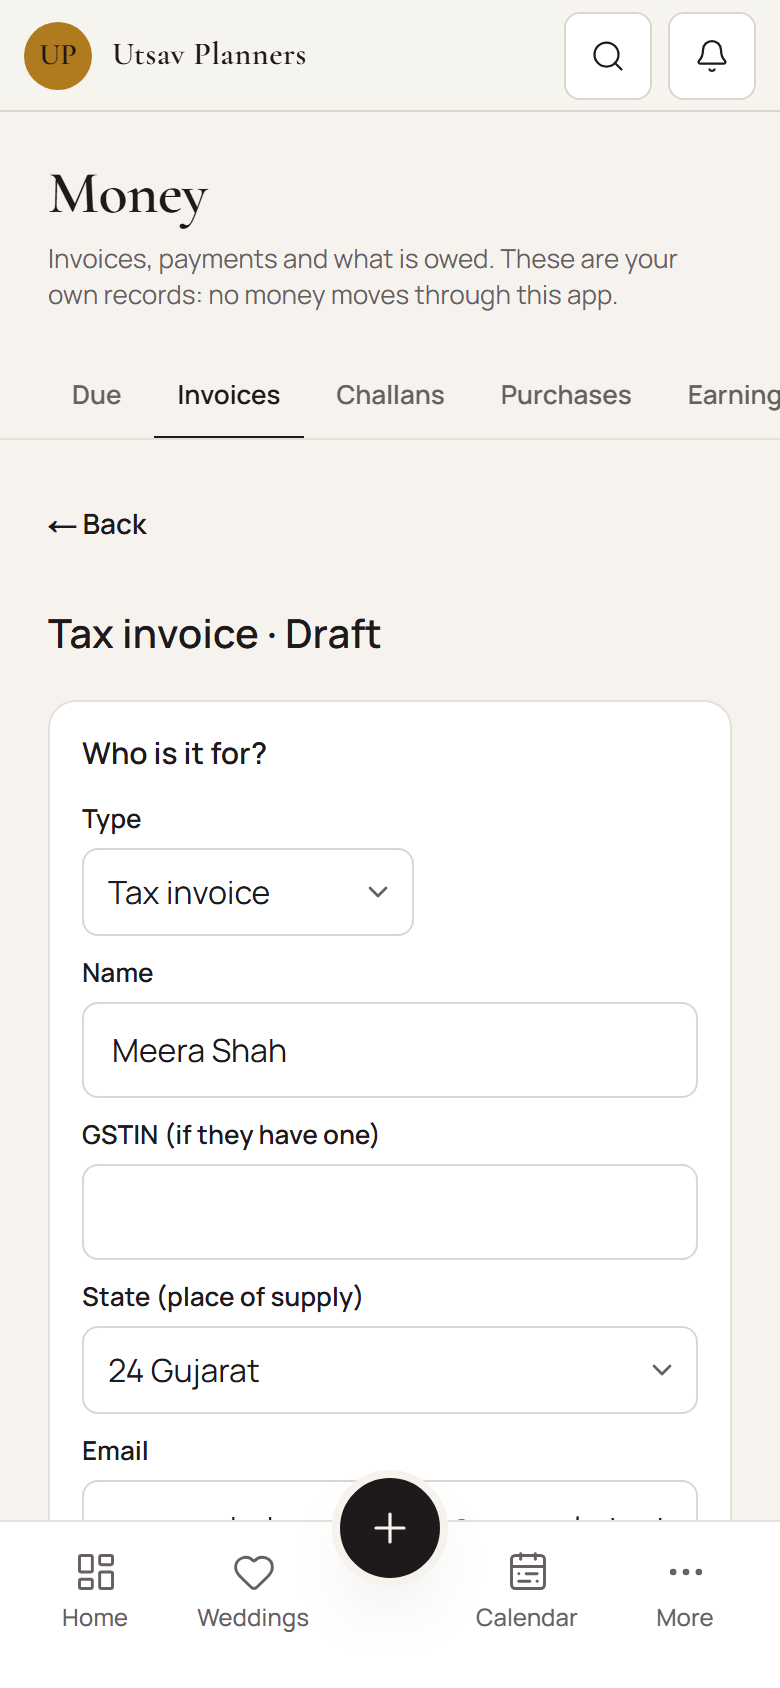 UP
Utsav Planners
Money
Invoices, payments and what is owed. These are your
own records: no money moves through this app.
Due
Invoices
Challans
Purchases
Earning
← Back
Tax invoice · Draft
Who is it for?
Type
Tax invoice
Name
Meera Shah
GSTIN (if they have one)
State (place of supply)
24 Gujarat
Email
Home
Weddings
Calendar
More